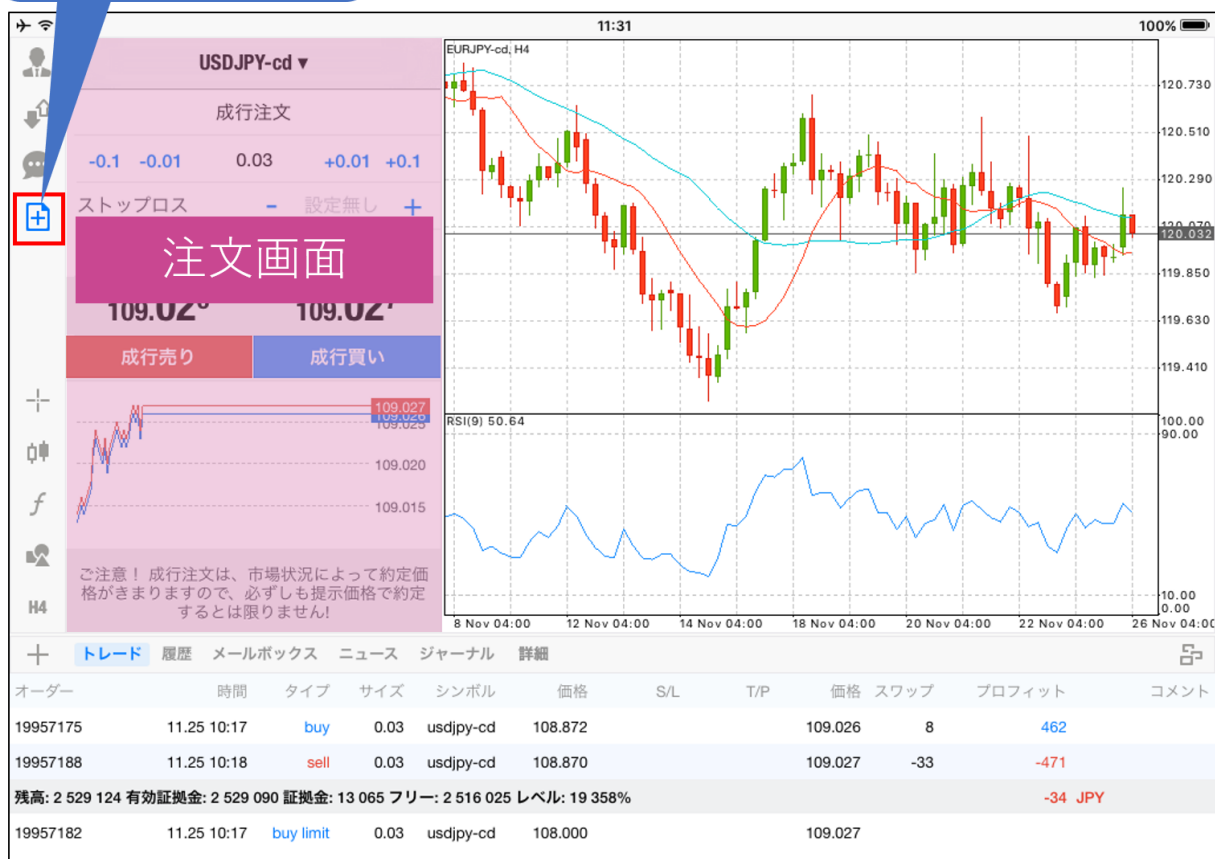 11:31
100%
USDJPY-cd ▾
成行注文
-0.1 -0.01 0.03 +0.01 +0.1
ストップロス - 設定無し +
注文画面
109.02 109.02
成行売り 成行買い
109.027
109.026
109.025
109.020
109.015
ご注意！ 成行注文は、市場状況によって約定価
格がきまりますので、必ずしも提示価格で約定
するとは限りません!
f
H4
EURJPY-cd, H4
120.730
120.510
120.290
120.070
120.032
119.850
119.630
119.410
RSI(9) 50.64
100.00
90.00
10.00
0.00
8 Nov 04:00 12 Nov 04:00 14 Nov 04:00 18 Nov 04:00 20 Nov 04:00 22 Nov 04:00 26 Nov 04:00
トレード 履歴 メールボックス ニュース ジャーナル 詳細
オーダー 時間 タイプ サイズ シンボル 価格 S/L T/P 価格 スワップ プロフィット コメント
19957175 11.25 10:17 buy 0.03 usdjpy-cd 108.872 109.026 8 462
19957188 11.25 10:18 sell 0.03 usdjpy-cd 108.870 109.027 -33 -471
残高: 2 529 124 有効証拠金: 2 529 090 証拠金: 13 065 フリー: 2 516 025 レベル: 19 358% -34 JPY
19957182 11.25 10:17 buy limit 0.03 usdjpy-cd 108.000 109.027